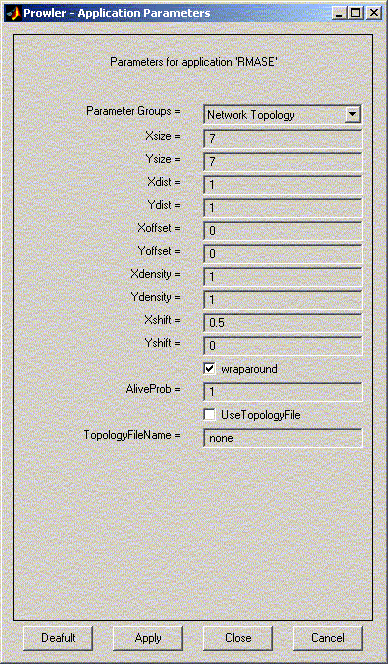 Prowler - Application Parameters
Parameters for application 'RMASE'
Parameter Groups = Network Topology
Xsize = 7
Ysize = 7
Xdist = 1
Ydist = 1
Xoffset = 0
Yoffset = 0
Xdensity = 1
Ydensity = 1
Xshift = 0.5
Yshift = 0
wraparound
AliveProb = 1
UseTopologyFile
TopologyFileName = none
Deafult Apply Close Cancel